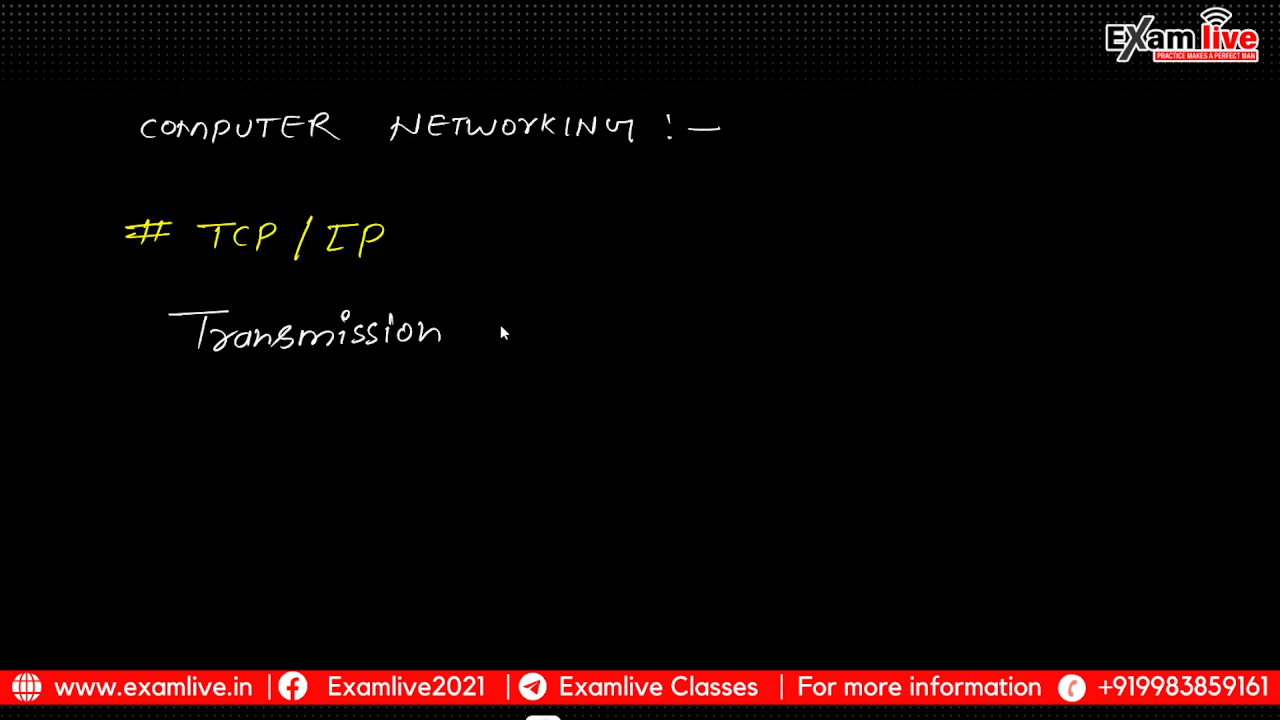 Exam live
PRACTICE MAKES A PERFECT MAN
COMPUTER NETWORKING :-
# TCP/IP
Transmission
www.examlive.in | Examlive2021 | Examlive Classes | For more information +919983859161